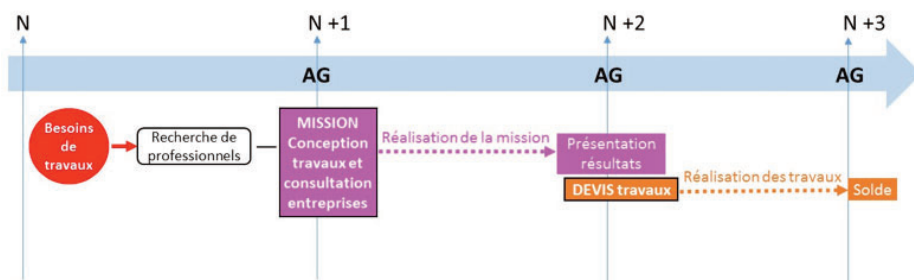 N
N +1
N +2
N +3
AG
AG
AG
Besoins
de
travaux
Recherche de
professionnels
MISSION
Conception
travaux et
consultation
entreprises
Réalisation de la mission
Présentation
résultats
DEVIS travaux
Réalisation des travaux
Solde